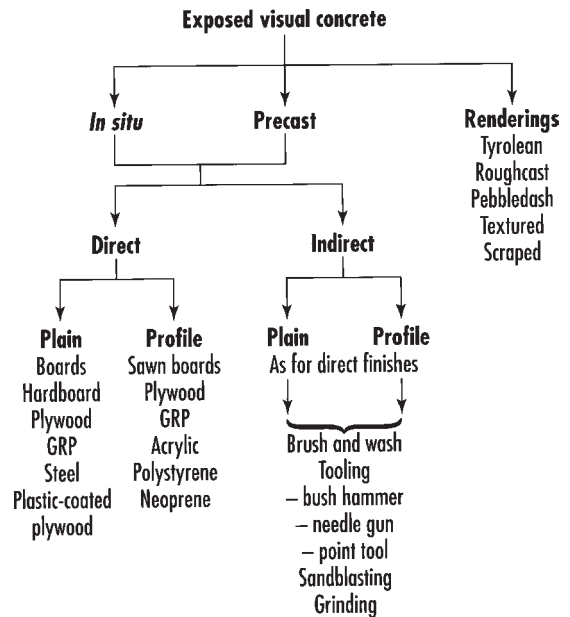 Exposed visual concrete
In situ
Precast
Renderings
Tyrolean
Roughcast
Pebbledash
Textured
Scraped
Direct
Indirect
Plain
Boards
Hardboard
Plywood
GRP
Steel
Plastic-coated
plywood
Profile
Sawn boards
Plywood
GRP
Acrylic
Polystyrene
Neoprene
Plain
Profile
As for direct finishes
Brush and wash
Tooling
– bush hammer
– needle gun
– point tool
Sandblasting
Grinding